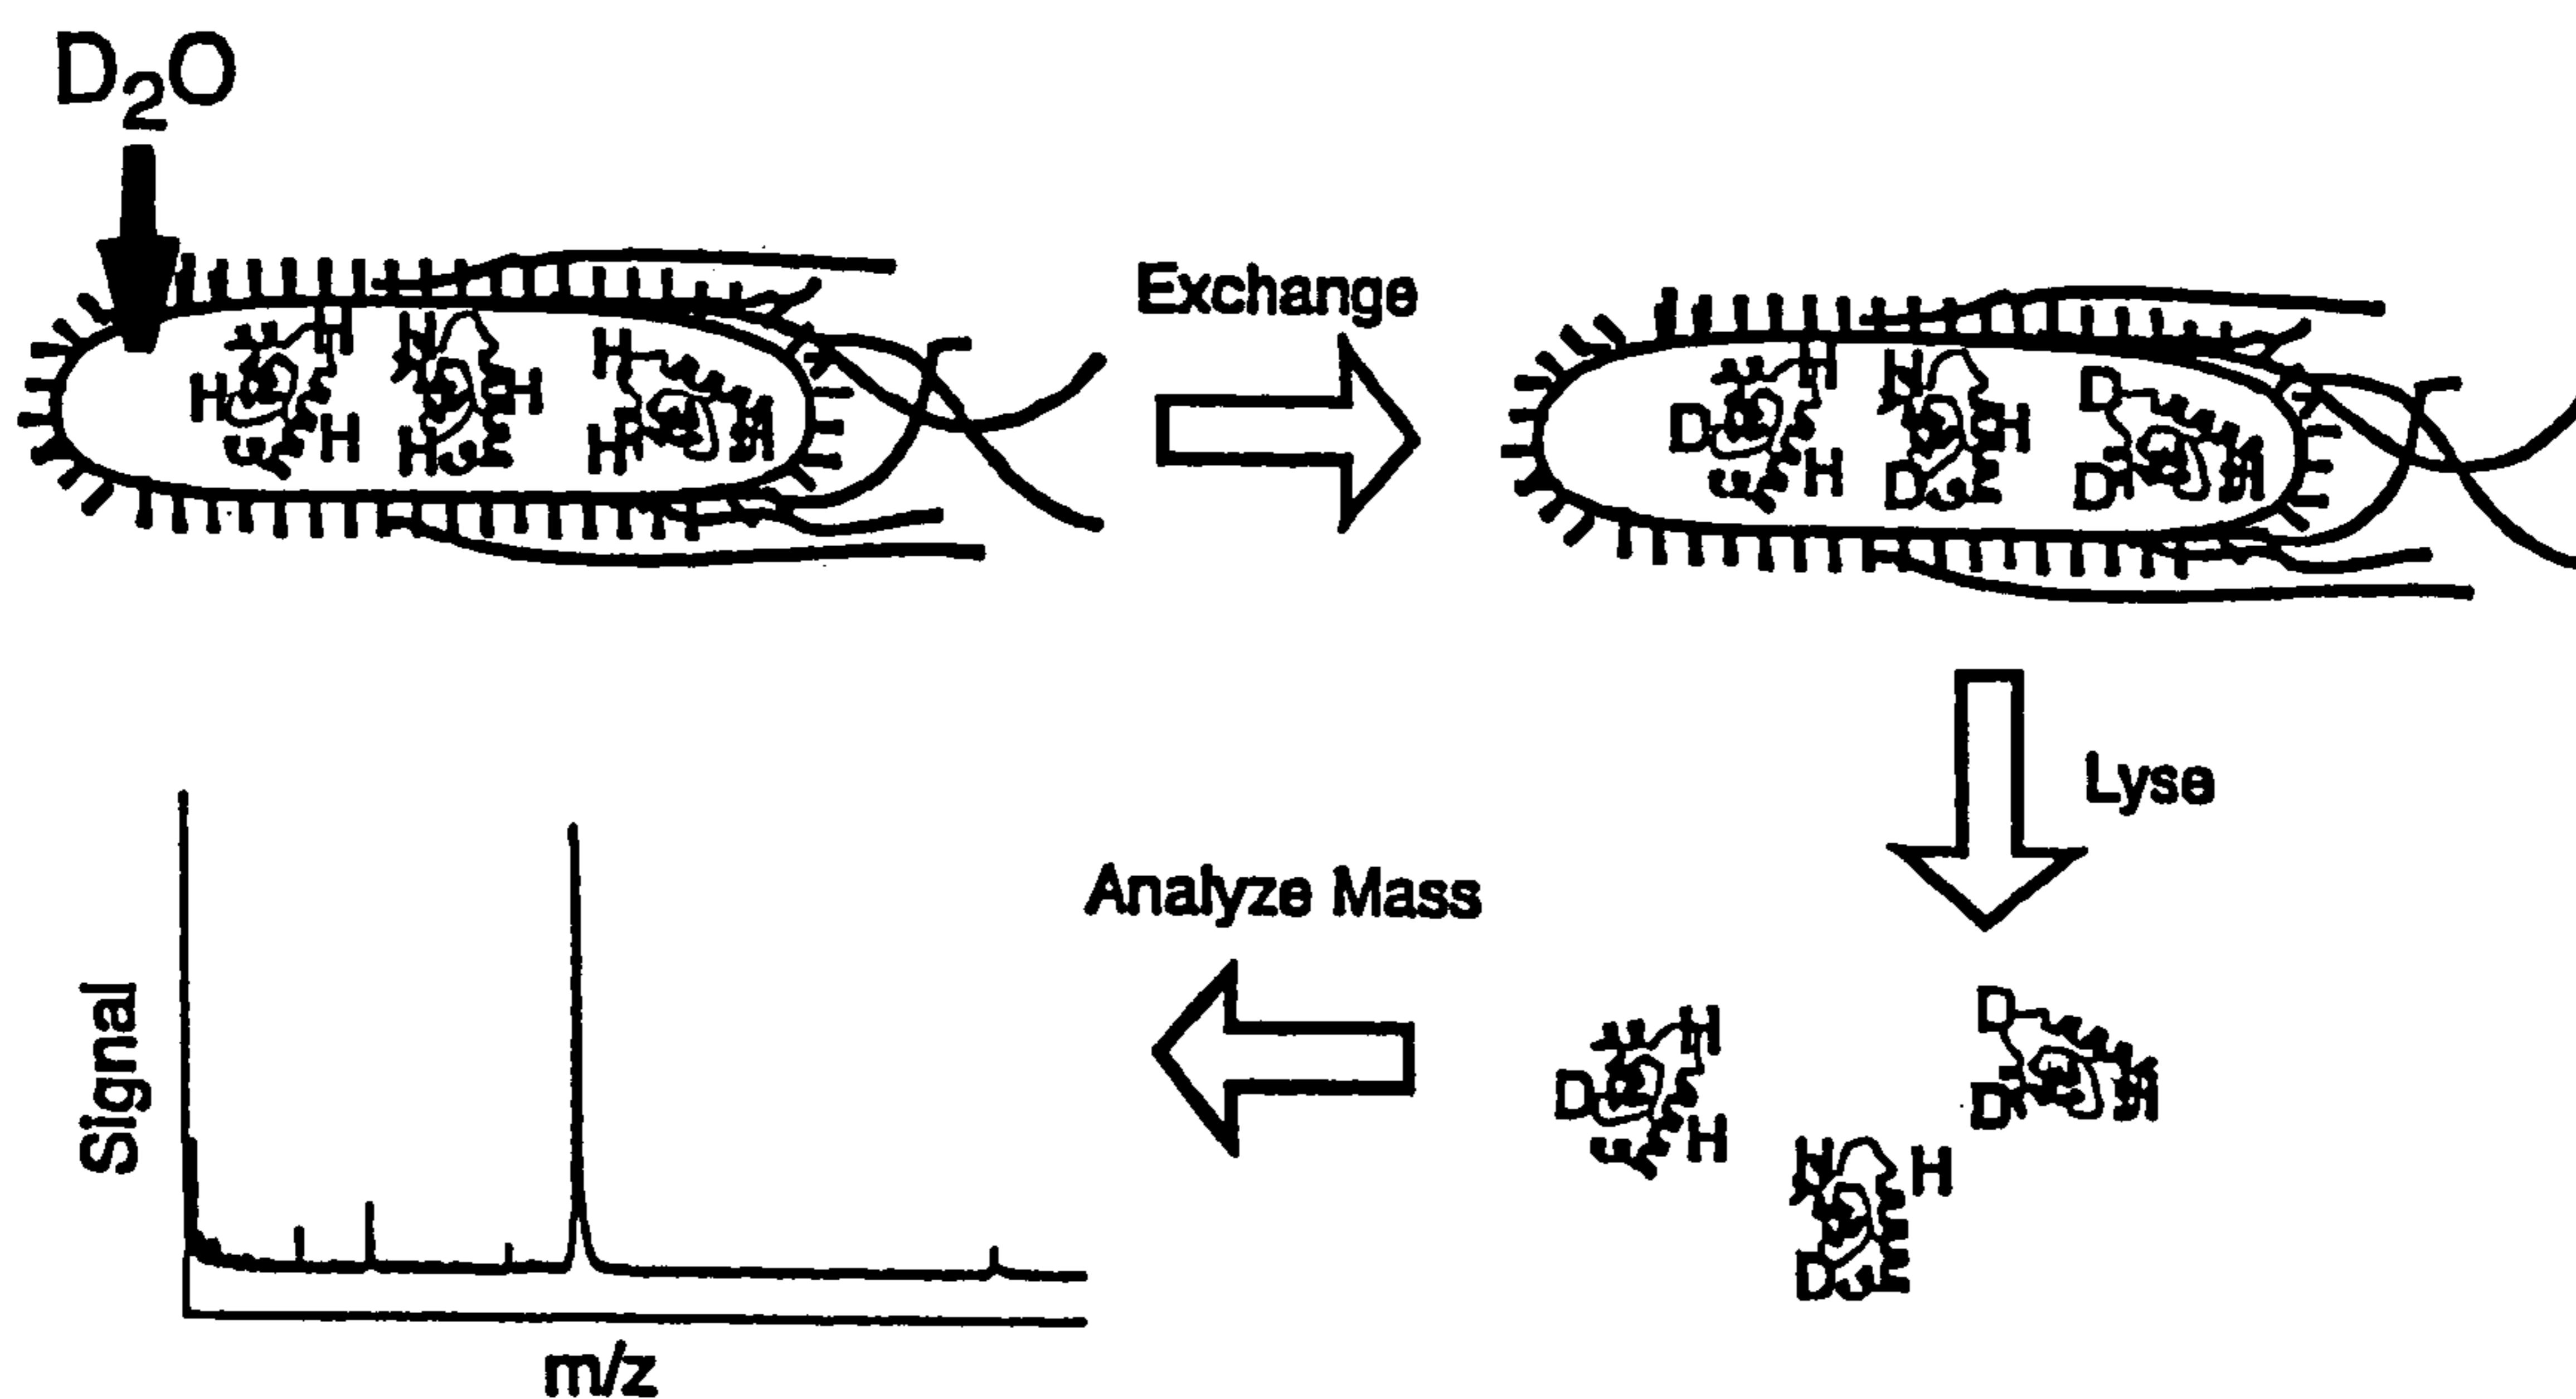 D₂O
H H H
H H
H H H H
Exchange
H H D
D H
H D D H
Lyse
Analyze Mass
H D
D H D H
H H
D
Signal
m/z